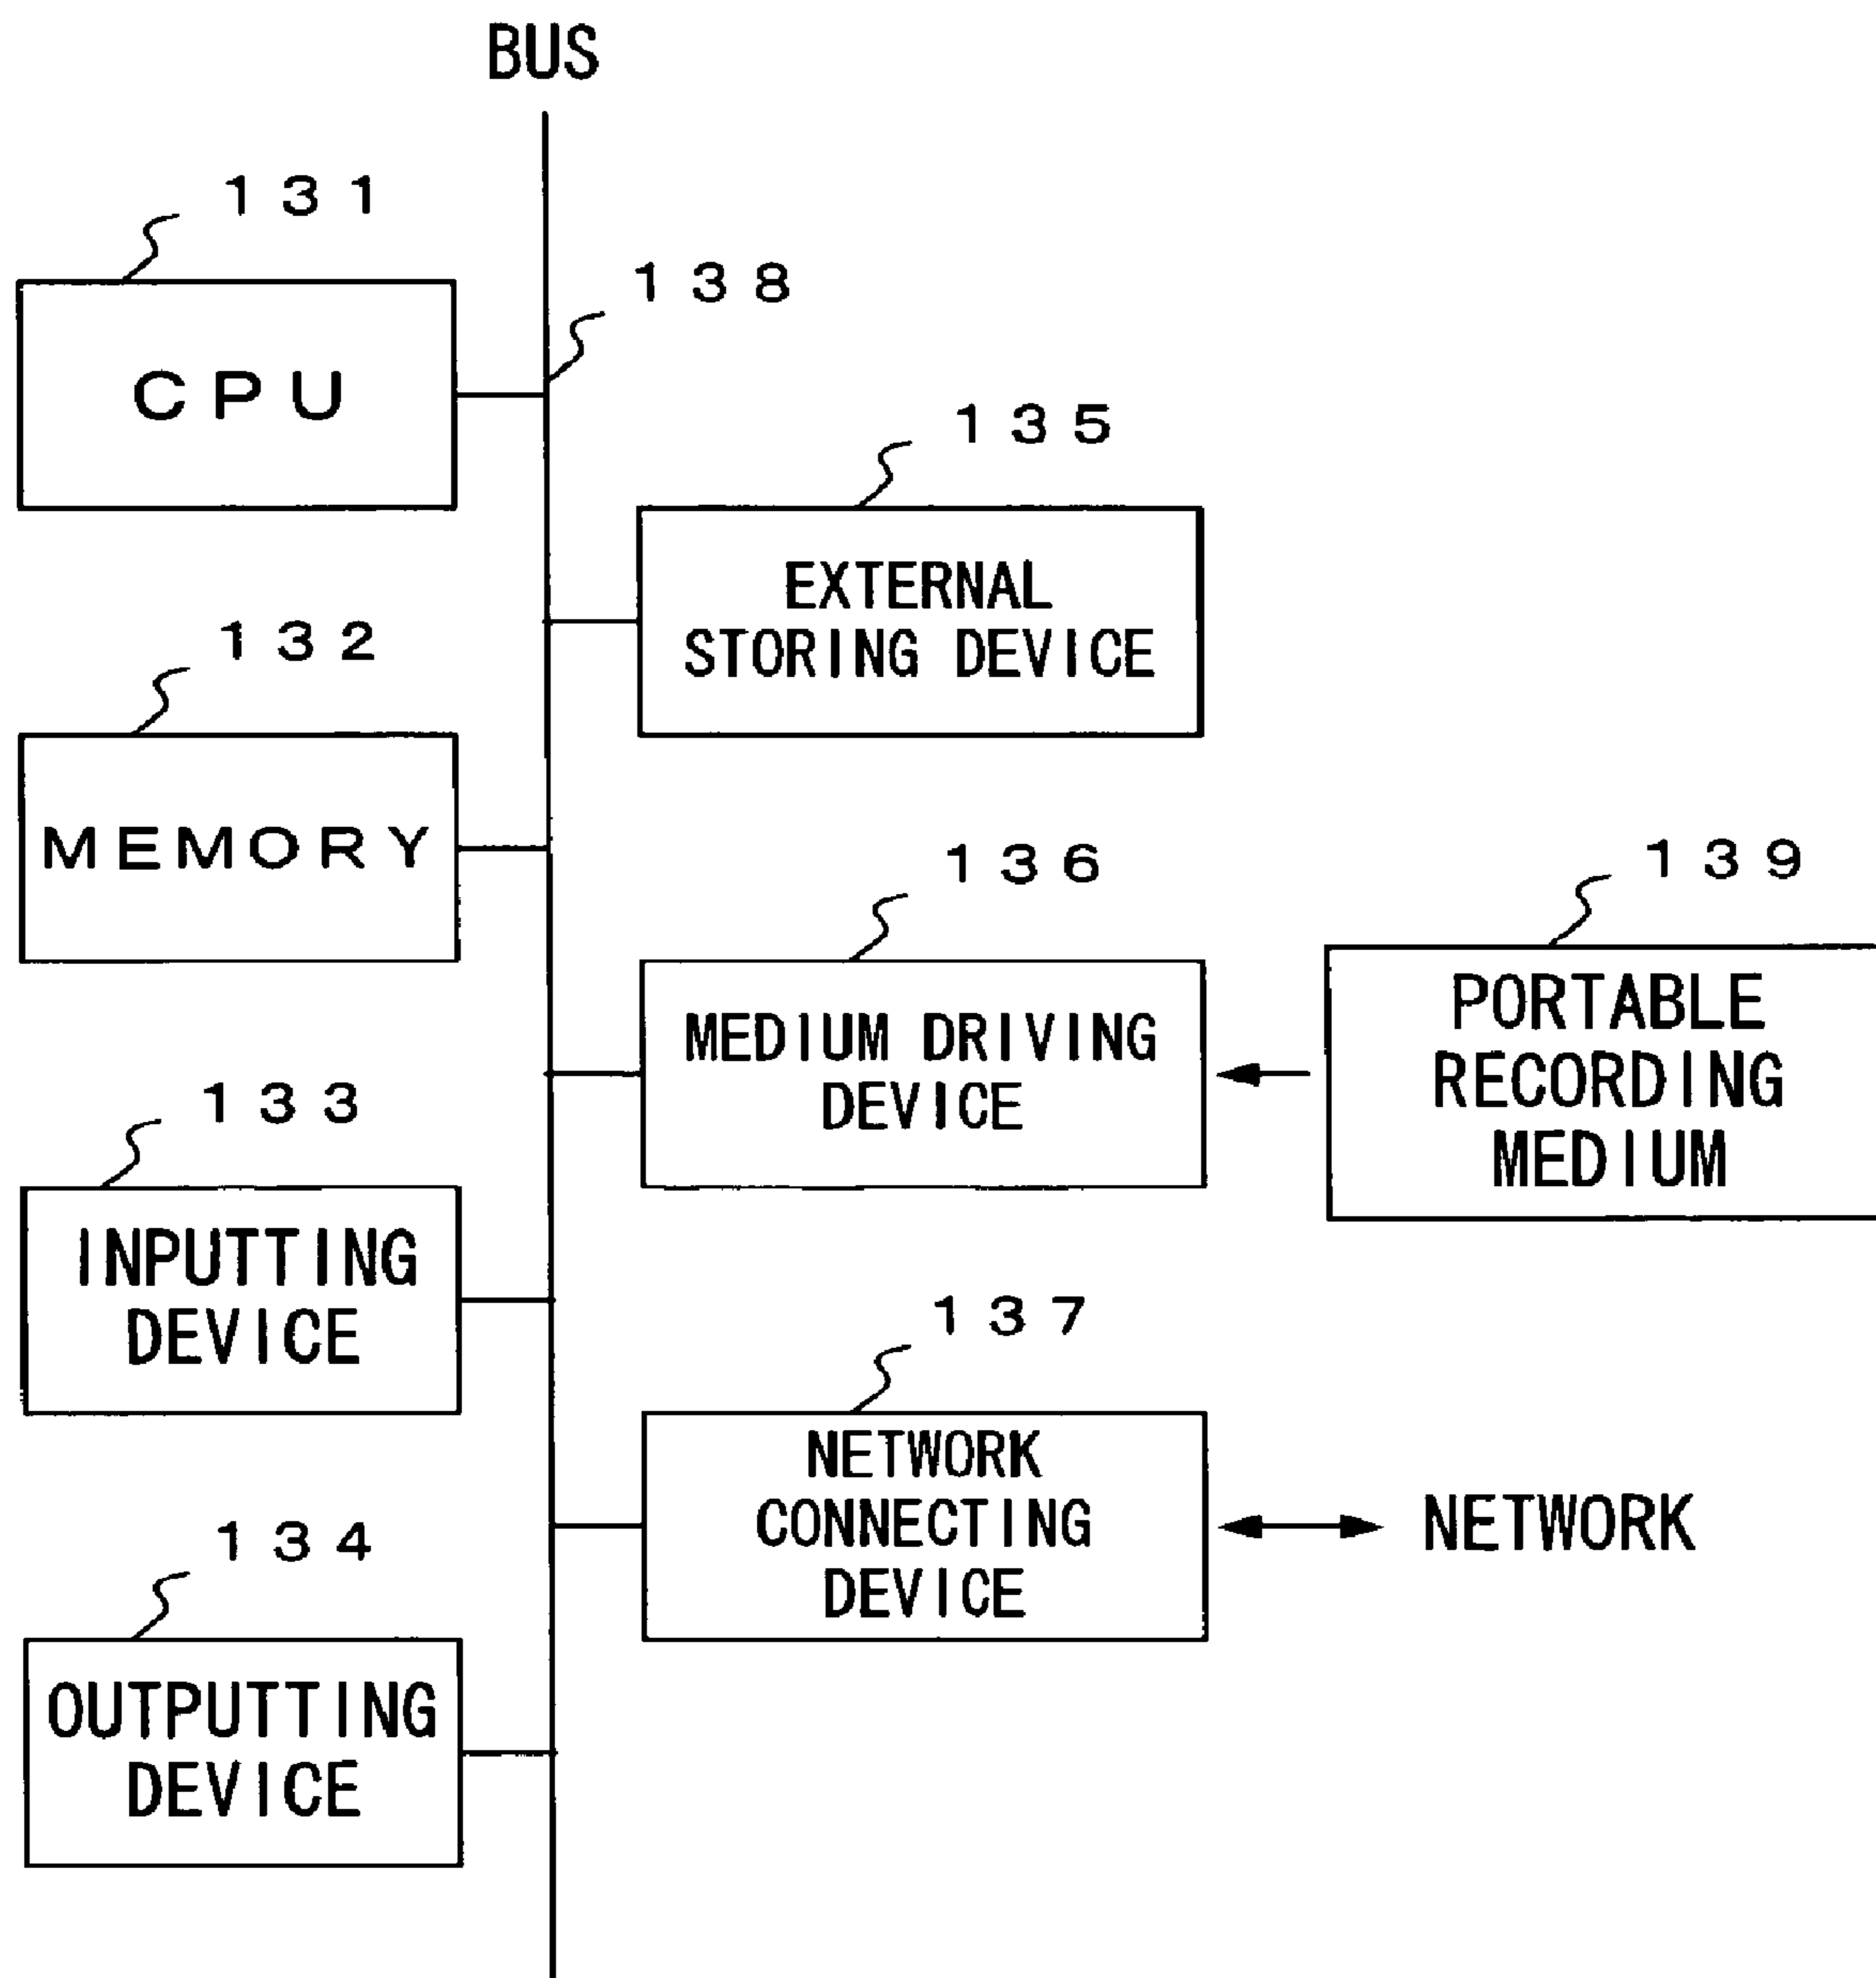 BUS
131
CPU
138
135
EXTERNAL
STORING DEVICE
132
MEMORY
136
MEDIUM DRIVING
DEVICE
139
PORTABLE
RECORDING
MEDIUM
133
INPUTTING
DEVICE
137
NETWORK
CONNECTING
DEVICE
NETWORK
134
OUTPUTTING
DEVICE